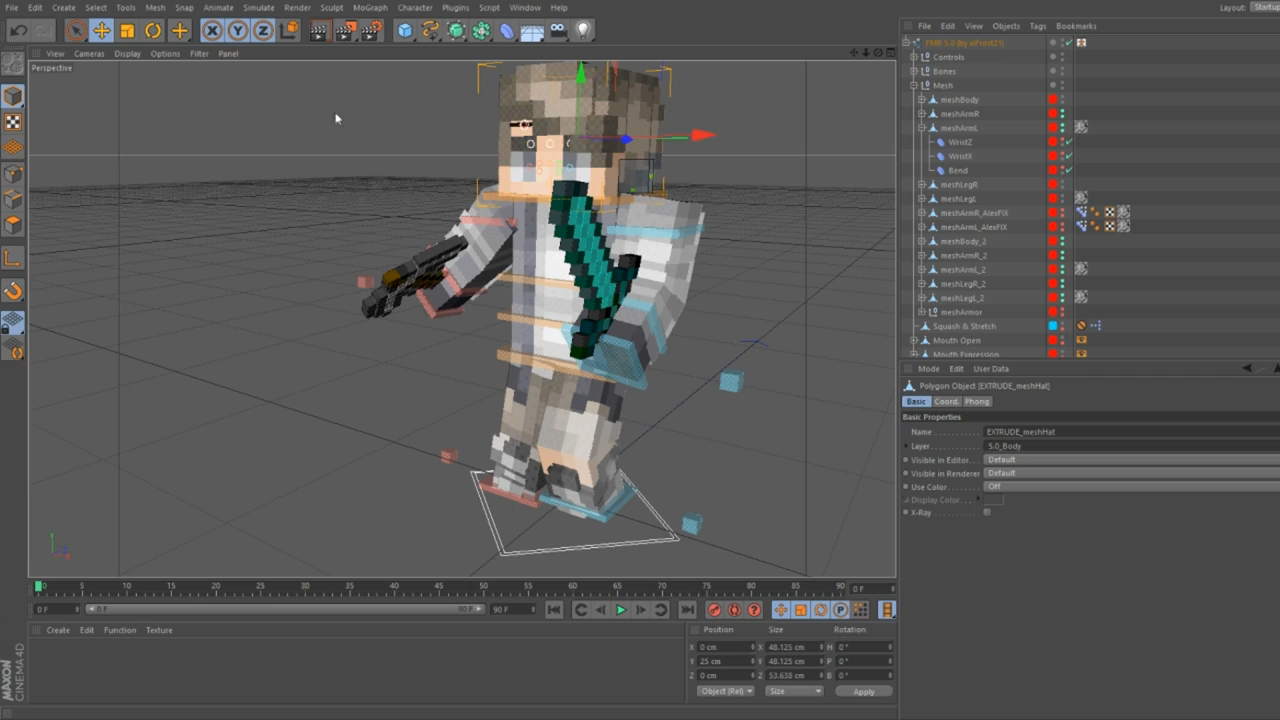 File Edit Create Select Tools Mesh Snap Animate Simulate Render Sculpt MoGraph Character Plugins Script Window Help
Layout: Startup
X Y Z
View Cameras Display Options Filter Panel
Perspective
File Edit View Objects Tags Bookmarks
Controls
Bones
Mesh
meshBody
meshArmR
meshArmL
WristZ
WristX
Bend
meshLegR
meshLegL
meshArmR_AlexFIX
meshArmL_AlexFIX
meshBody_2
meshArmR_2
meshArmL_2
meshLegR_2
meshLegL_2
meshArmor
Squash & Stretch
Mouth Open
Mouth Expression
Mode Edit User Data
Polygon Object [EXTRUDE_meshHat]
Basic Coord. Phong
Basic Properties
Name EXTRUDE_meshHat
Layer 5.0_Body
Visible in Editor Default
Visible in Renderer Default
Use Color Off
Display Color
X-Ray
0 5 10 15 20 25 30 35 40 45 50 55 60 65 70 75 80 85 90
0 F
0 F 0 F 90 F 90 F
Create Edit Function Texture
Position Size Rotation
X 0 cm X 48.125 cm H 0°
Y 25 cm Y 48.125 cm P 0°
Z 0 cm Z 53.638 cm B 0°
Object (Rel) Size Apply
MAXON
CINEMA 4D